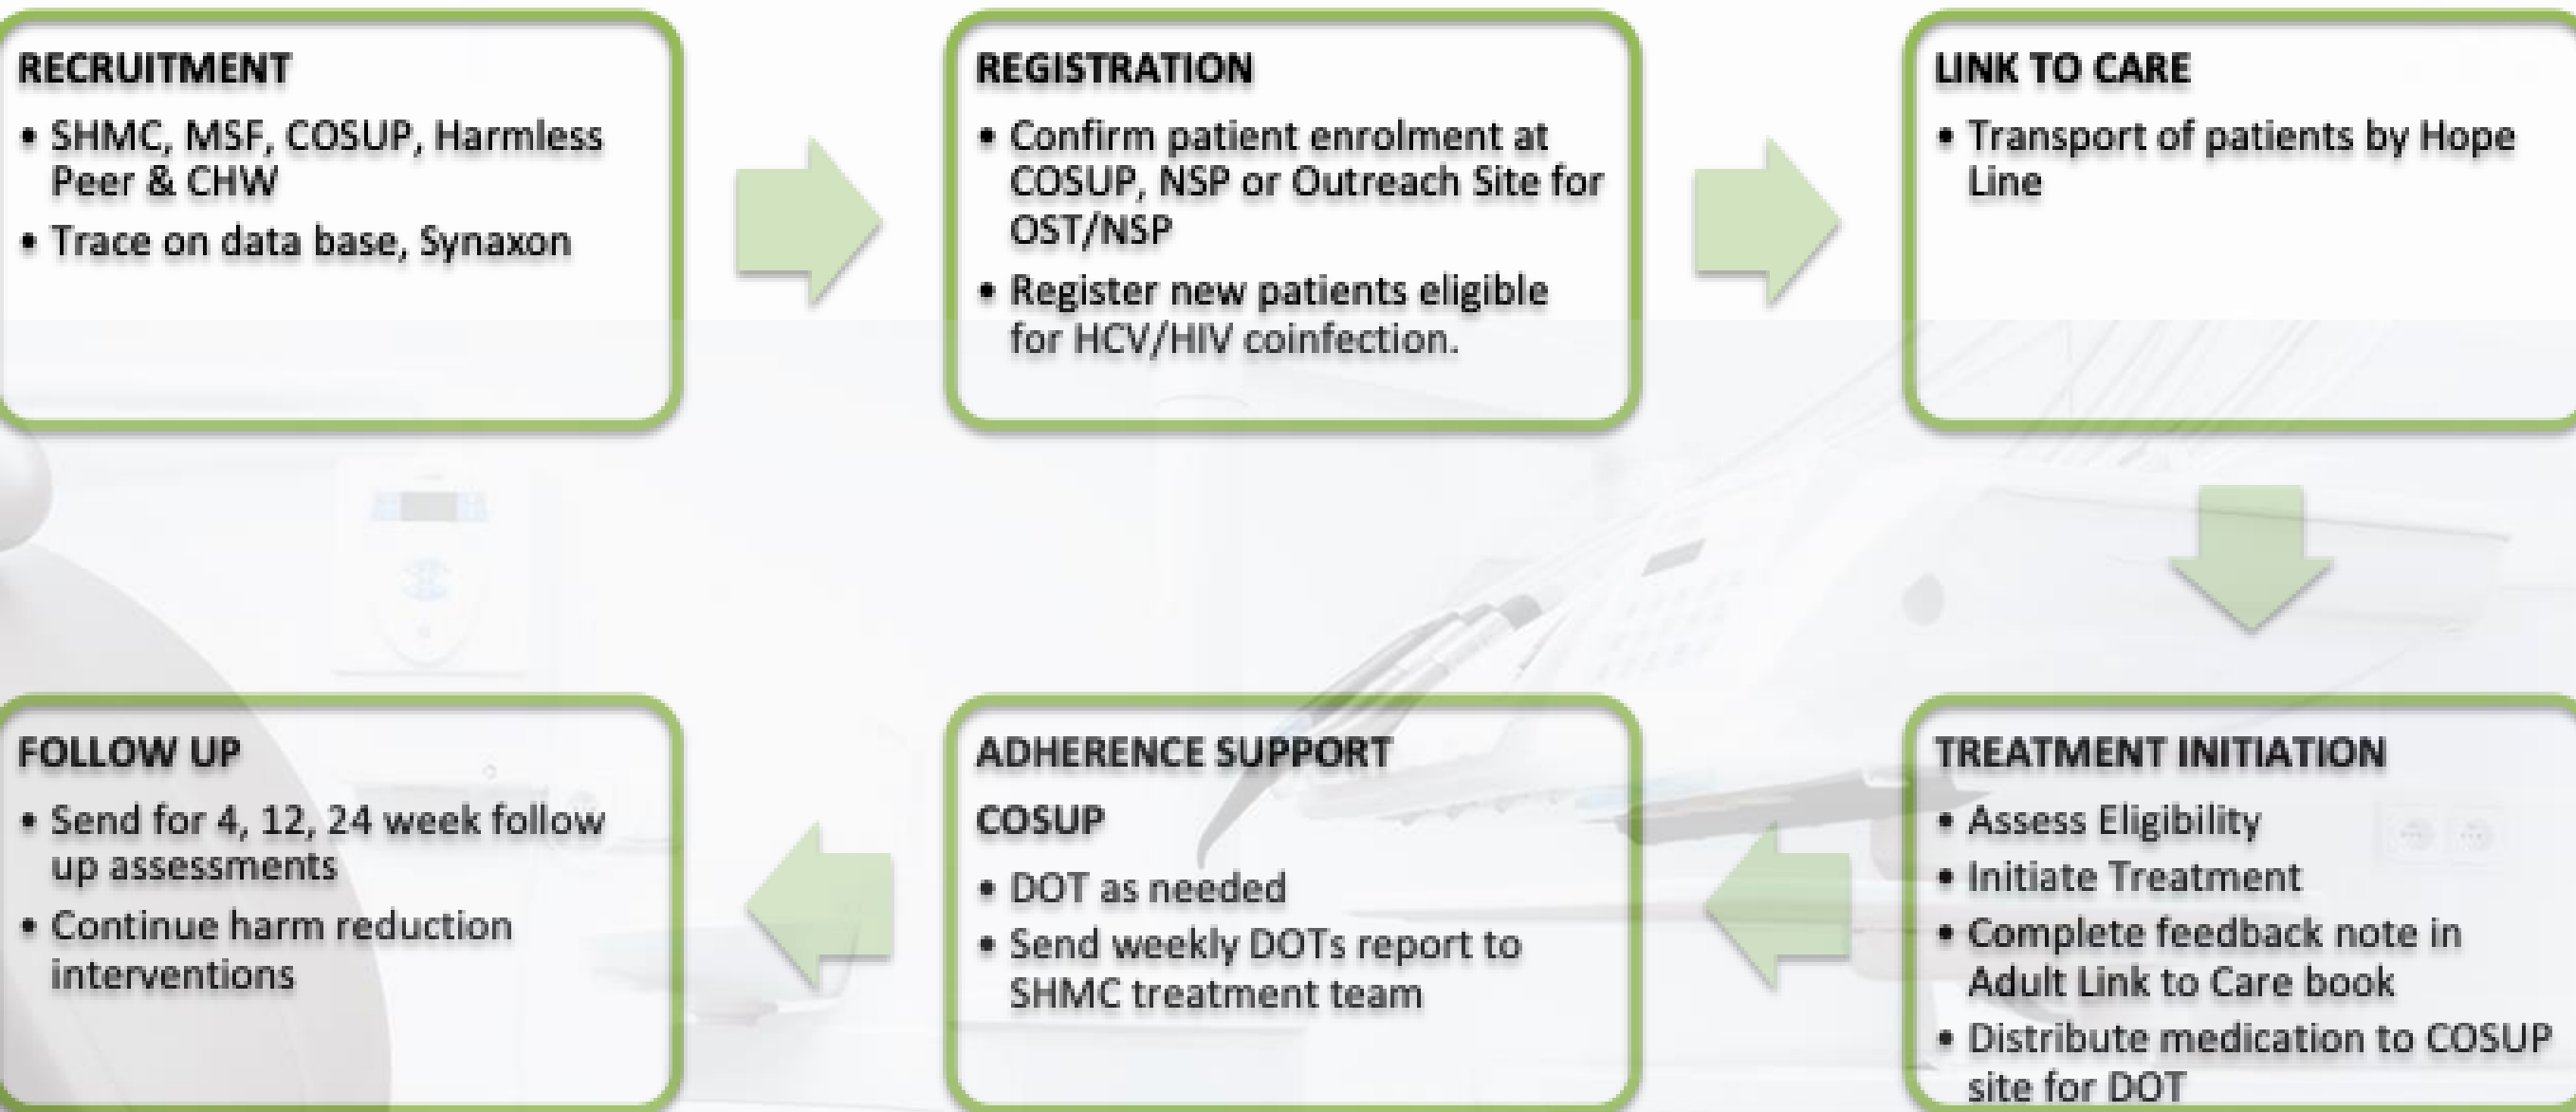 RECRUITMENT
• SHMC, MSF, COSUP, Harmless
Peer & CHW
• Trace on data base, Synaxon
REGISTRATION
• Confirm patient enrolment at
COSUP, NSP or Outreach Site for
OST/NSP
• Register new patients eligible
for HCV/HIV coinfection.
LINK TO CARE
• Transport of patients by Hope
Line
TREATMENT INITIATION
• Assess Eligibility
• Initiate Treatment
• Complete feedback note in
Adult Link to Care book
• Distribute medication to COSUP
site for DOT
ADHERENCE SUPPORT
COSUP
• DOT as needed
• Send weekly DOTs report to
SHMC treatment team
FOLLOW UP
• Send for 4, 12, 24 week follow
up assessments
• Continue harm reduction
interventions